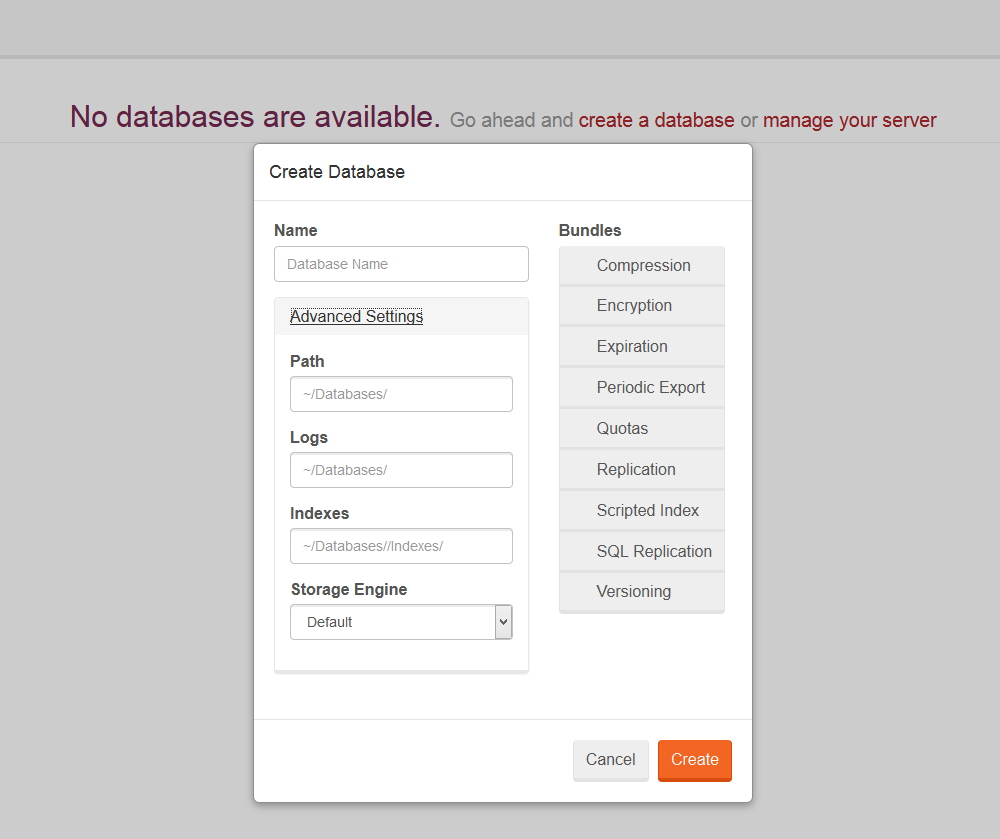 No databases are available. Go ahead and create a database or manage your server
Create Database
Name
Database Name
Advanced Settings
Path
~/Databases/
Logs
~/Databases/
Indexes
~/Databases//Indexes/
Storage Engine
Default
Bundles
Compression
Encryption
Expiration
Periodic Export
Quotas
Replication
Scripted Index
SQL Replication
Versioning
Cancel
Create